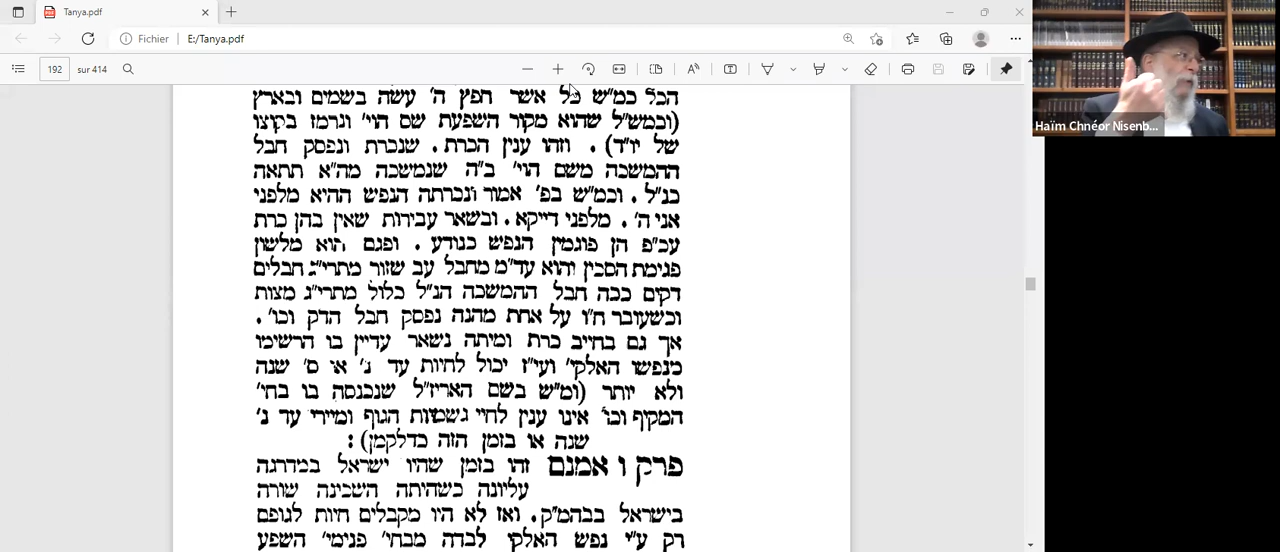 Tanya.pdf
Fichier E:/Tanya.pdf
192 sur 414
Haïm Chnéor Nisenb...
הכל כמ״ש כל אשר חפץ ה׳ עשה בשמים ובארץ
(וכמש״ל שהוא מקור השפעת שם הוי׳ ונרמז בקוצו
של יו״ד). וזהו ענין הכרת. שנכרת ונפסק חבל
ההמשכה משם הוי׳ ב״ה שנמשכה מה״א תתאה
כנ״ל. וכמ״ש בפ׳ אמור ונכרתה הנפש ההיא מלפני
אני ה׳. מלפני דייקא. ובשאר עבירות שאין בהן כרת
עכ״פ הן פוגמין הנפש כנודע. ופגם הוא מלשון
פגימת הסכין והוא עד״מ מחבל עב שזור מתרי״ג חבלים
דקים ככה חבל ההמשכה הנ״ל כלול מתרי״ג מצות
וכשעובר ח״ו על אחת מהנה נפסק חבל הדק וכו׳.
אך גם בחייב כרת ומיתה נשאר עדיין בו הרשימו
מנפשו האלקי׳ ועי״ז יכול לחיות עד נ׳ או ס׳ שנה
ולא יותר (ומ״ש בשם האריז״ל שנכנסה בו בחי׳
המקיף וכו׳ אינו ענין לחיי גשמיות הגוף ומיירי עד נ׳
שנה או בזמן הזה כדלקמן):
פרק ו אמנם זהו בזמן שהיו ישראל במדרגה
עליונה כשהיתה השכינה שורה
בישראל בבהמ״ק. ואז לא היו מקבלים חיות לגופם
רק ע״י נפש האלקי׳ לבדה מבחי׳ פנימי׳ השפע